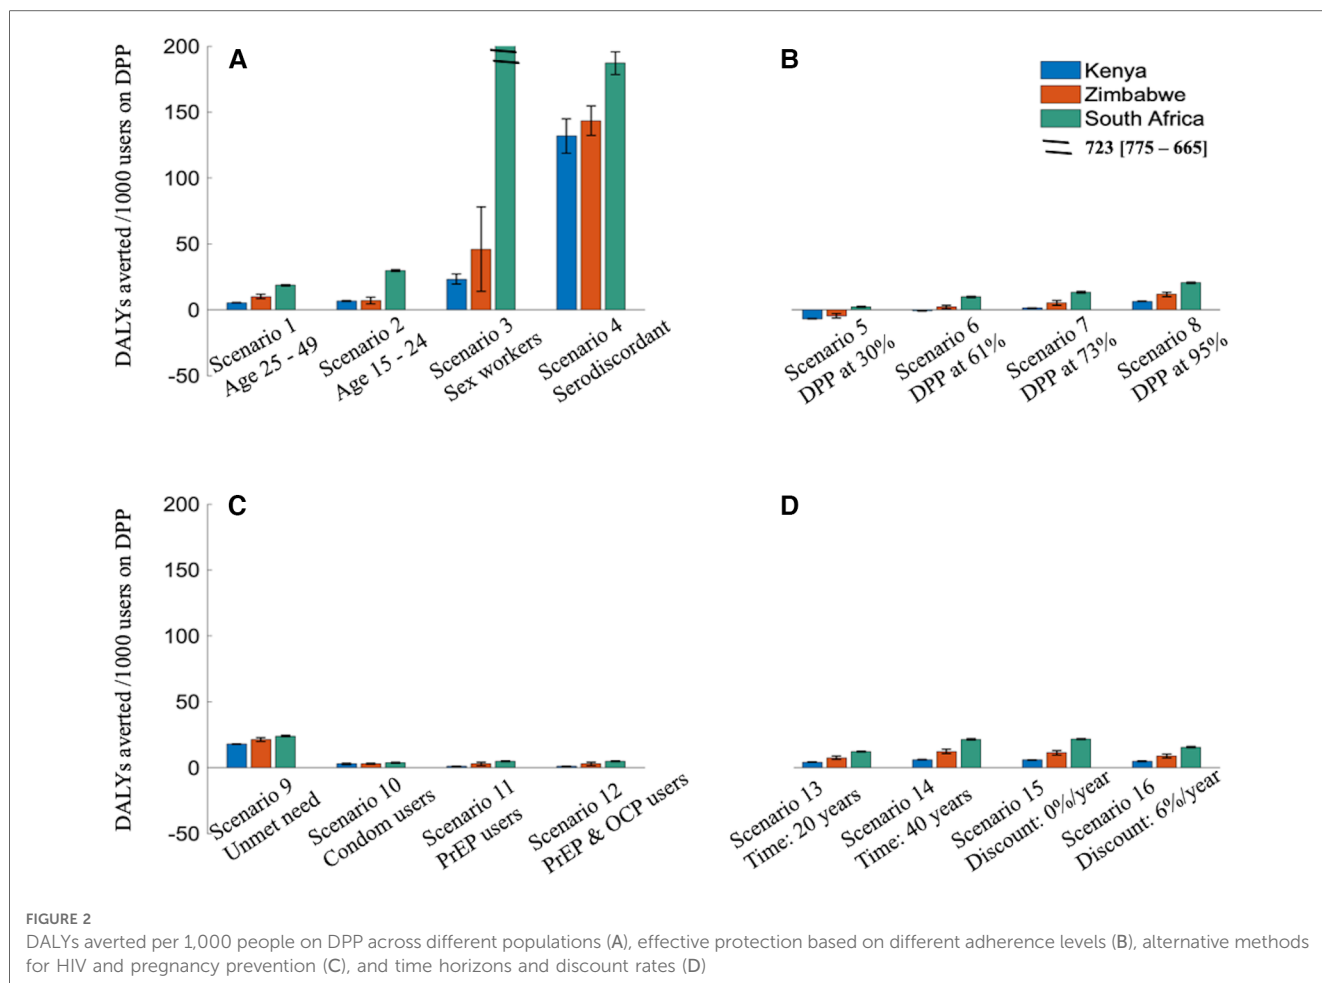 A
B
200
150
100
50
0
-50
DALYs averted /1000 users on DPP
Kenya
Zimbabwe
South Africa
723 [775 – 665]
Scenario 1
Age 25 - 49
Scenario 2
Age 15 - 24
Scenario 3
Sex workers
Scenario 4
Serodiscordant
Scenario 5
DPP at 30%
Scenario 6
DPP at 61%
Scenario 7
DPP at 73%
Scenario 8
DPP at 95%
C
D
200
150
100
50
0
-50
DALYs averted /1000 users on DPP
Scenario 9
Unmet need
Scenario 10
Condom users
Scenario 11
PrEP users
Scenario 12
PrEP & OCP users
Scenario 13
Time: 20 years
Scenario 14
Time: 40 years
Scenario 15
Discount: 0%/year
Scenario 16
Discount: 6%/year
FIGURE 2
DALYs averted per 1,000 people on DPP across different populations (A), effective protection based on different adherence levels (B), alternative methods
for HIV and pregnancy prevention (C), and time horizons and discount rates (D)